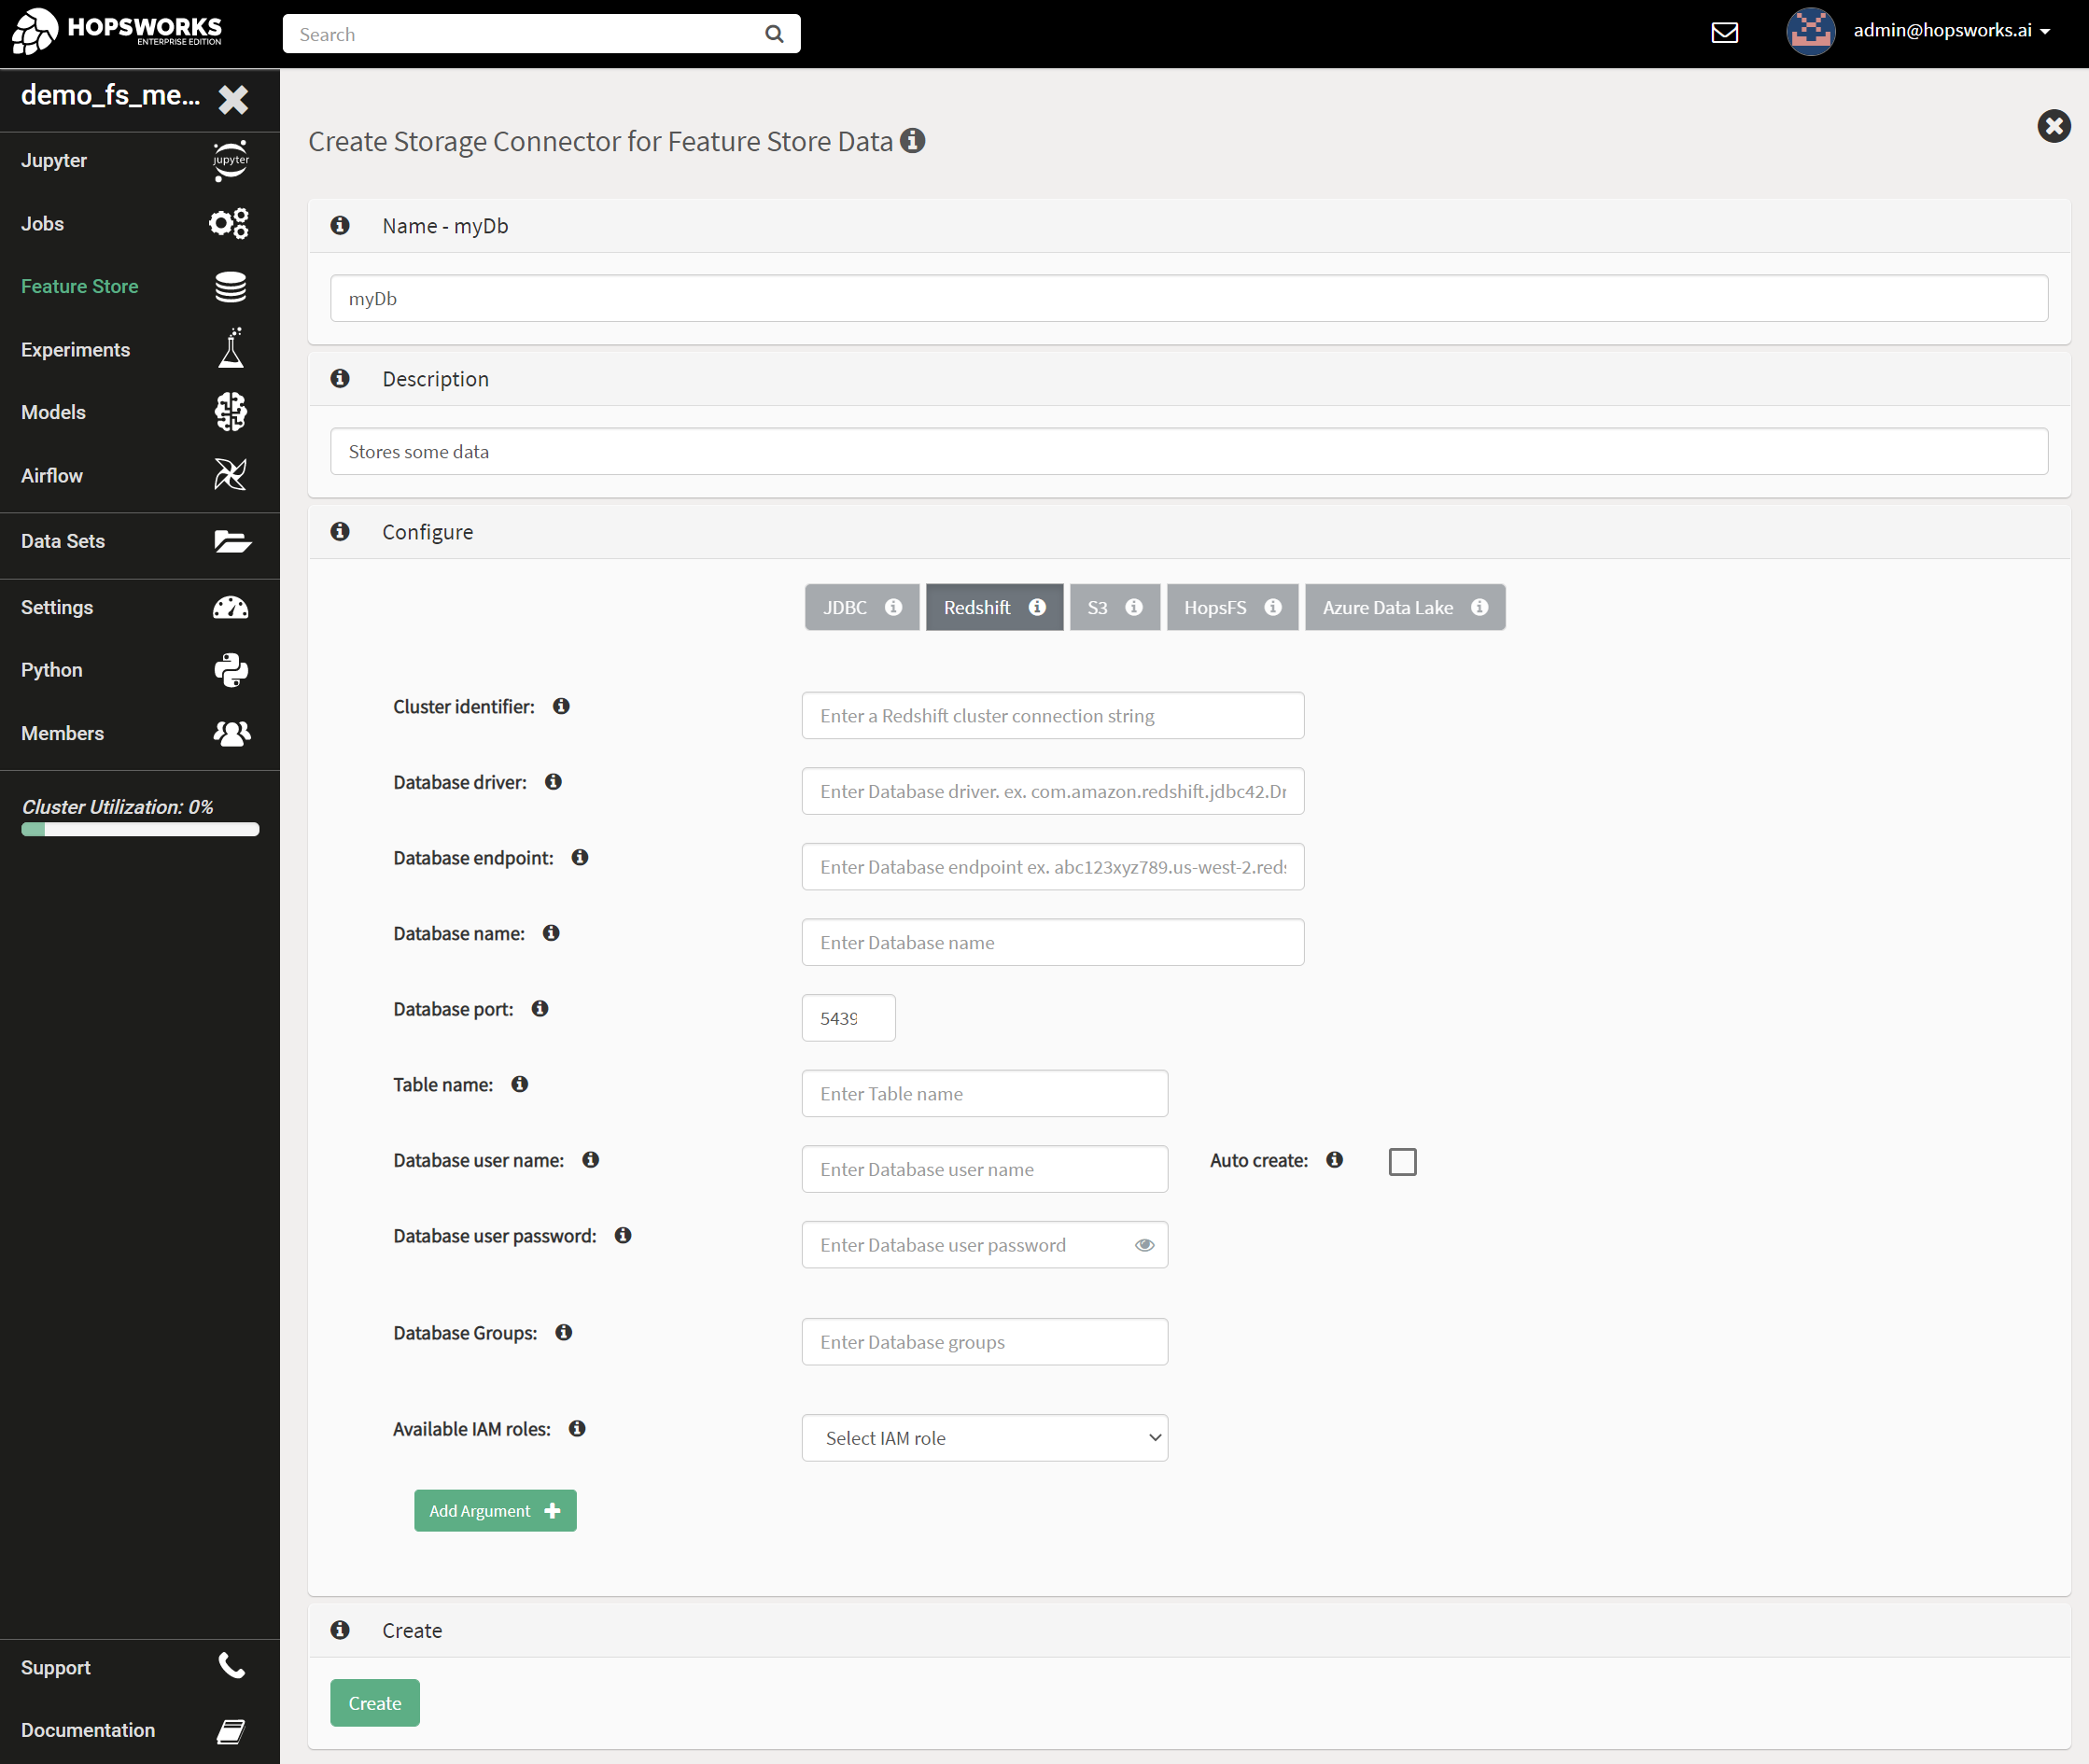 HOPSWORKS
ENTERPRISE EDITION
Search
admin@hopsworks.ai
demo_fs_me...
Jupyter
jupyter
Jobs
Feature Store
Experiments
Models
Airflow
Data Sets
Settings
Python
Members
Cluster Utilization: 0%
Support
Documentation
Create Storage Connector for Feature Store Data
Name - myDb
myDb
Description
Stores some data
Configure
JDBC Redshift S3 HopsFS Azure Data Lake
Cluster identifier: Enter a Redshift cluster connection string
Database driver: Enter Database driver. ex. com.amazon.redshift.jdbc42.Dr
Database endpoint: Enter Database endpoint ex. abc123xyz789.us-west-2.reds
Database name: Enter Database name
Database port: 5439
Table name: Enter Table name
Database user name: Enter Database user name Auto create:
Database user password: Enter Database user password
Database Groups: Enter Database groups
Available IAM roles: Select IAM role
Add Argument
Create
Create